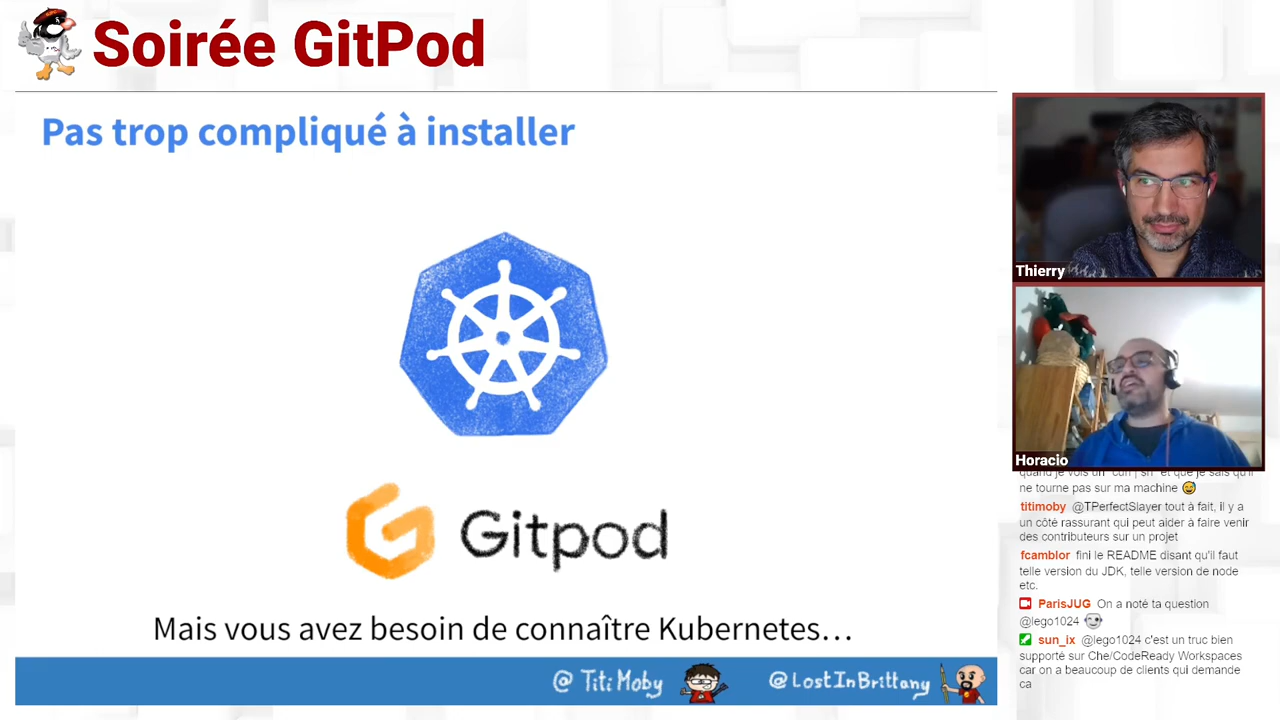 Soirée GitPod
Pas trop compliqué à installer
Gitpod
Mais vous avez besoin de connaître Kubernetes...
@ TitiMoby
@LostInBrittany
Thierry
Horacio
ne tourne pas sur ma machine 😅
titimoby @TPerfectSlayer tout à fait, il y a
un côté rassurant qui peut aider à faire venir
des contributeurs sur un projet
fcamblor fini le README disant qu'il faut
telle version du JDK, telle version de node
etc.
ParisJUG On a noté ta question
@lego1024
sun_ix @lego1024 c'est un truc bien
supporté sur Che/CodeReady Workspaces
car on a beaucoup de clients qui demande
ca